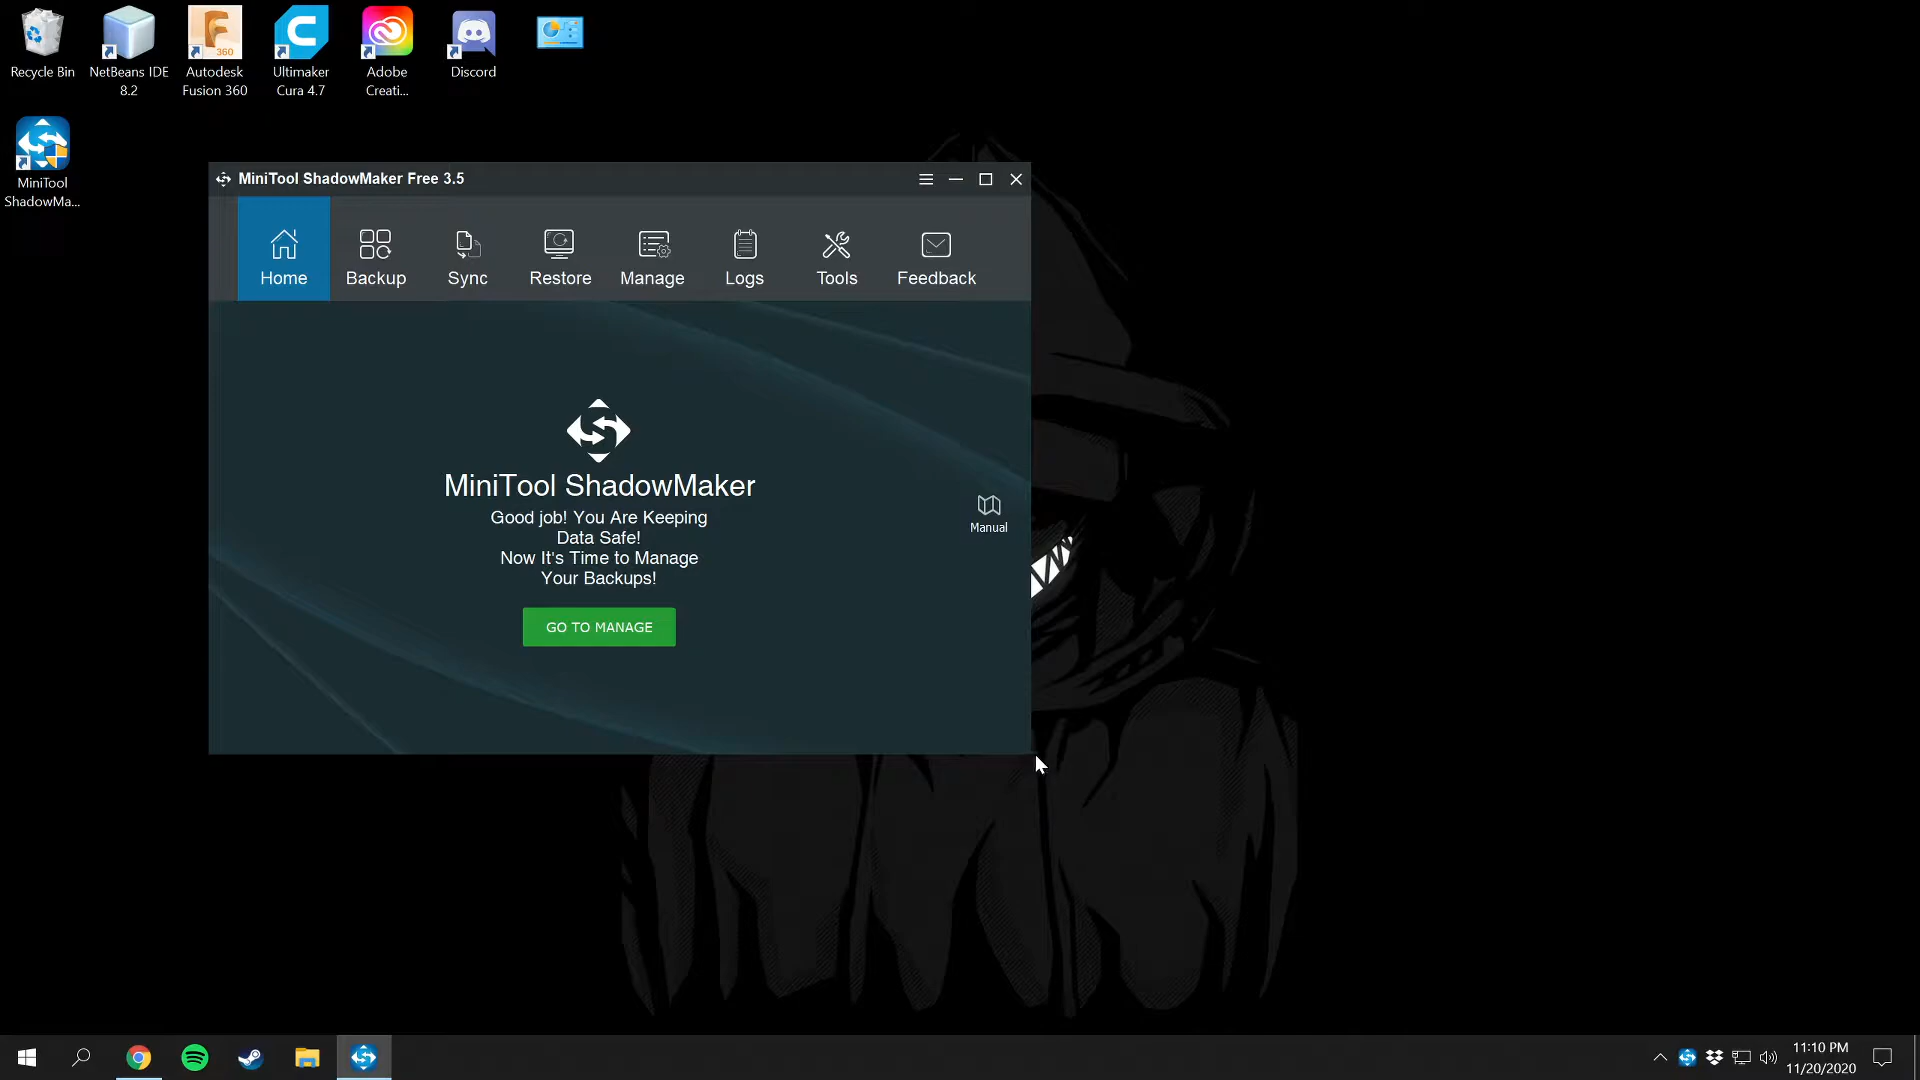 Recycle Bin
NetBeans IDE
8.2
Autodesk
Fusion 360
Ultimaker
Cura 4.7
Adobe
Creati...
Discord
360
MiniTool
ShadowMa...
MiniTool ShadowMaker Free 3.5
Home
Backup
Sync
Restore
Manage
Logs
Tools
Feedback
MiniTool ShadowMaker
Good job! You Are Keeping
Data Safe!
Now It's Time to Manage
Your Backups!
GO TO MANAGE
Manual
11:10 PM
11/20/2020